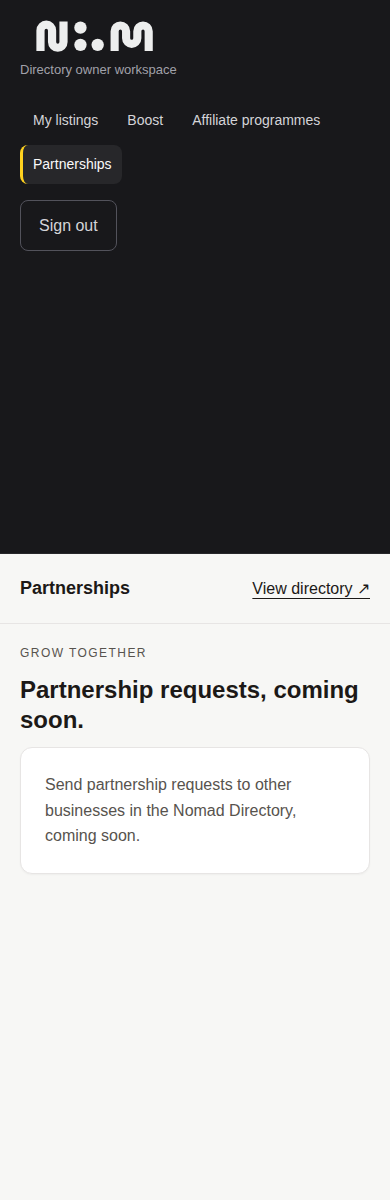 N:.M
Directory owner workspace
My listings
Boost
Affiliate programmes
Partnerships
Sign out
Partnerships
View directory ↗
GROW TOGETHER
Partnership requests, coming
soon.
Send partnership requests to other
businesses in the Nomad Directory,
coming soon.